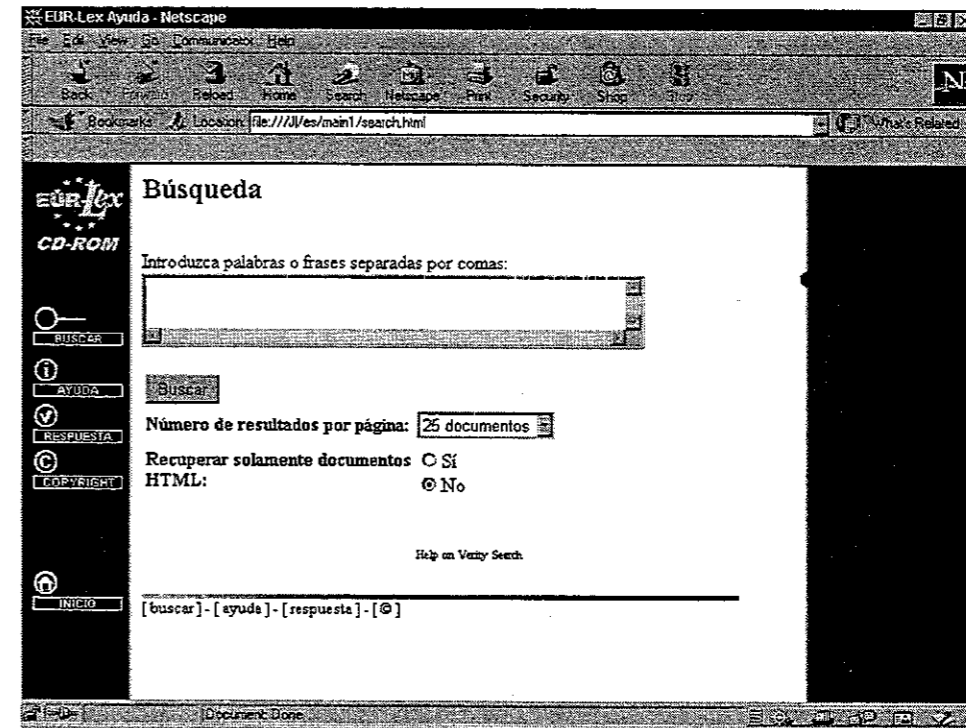 EUR-Lex Ayuda - Netscape
File Edit View Go Communicator Help
Back Forward Reload Home Search Netscape Print Security Shop Stop
Bookmarks Location file:///J|/es/main1/search.html What's Related
N
EUR-Lex
CD-ROM
Búsqueda
Introduzca palabras o frases separadas por comas:
BUSCAR
AYUDA
RESPUESTA
COPYRIGHT
INICIO
Buscar
Número de resultados por página: 25 documentos
Recuperar solamente documentos Sí
HTML: No
Help on Verity Search
[ buscar ] - [ ayuda ] - [ respuesta ] - [ © ]
Document: Done